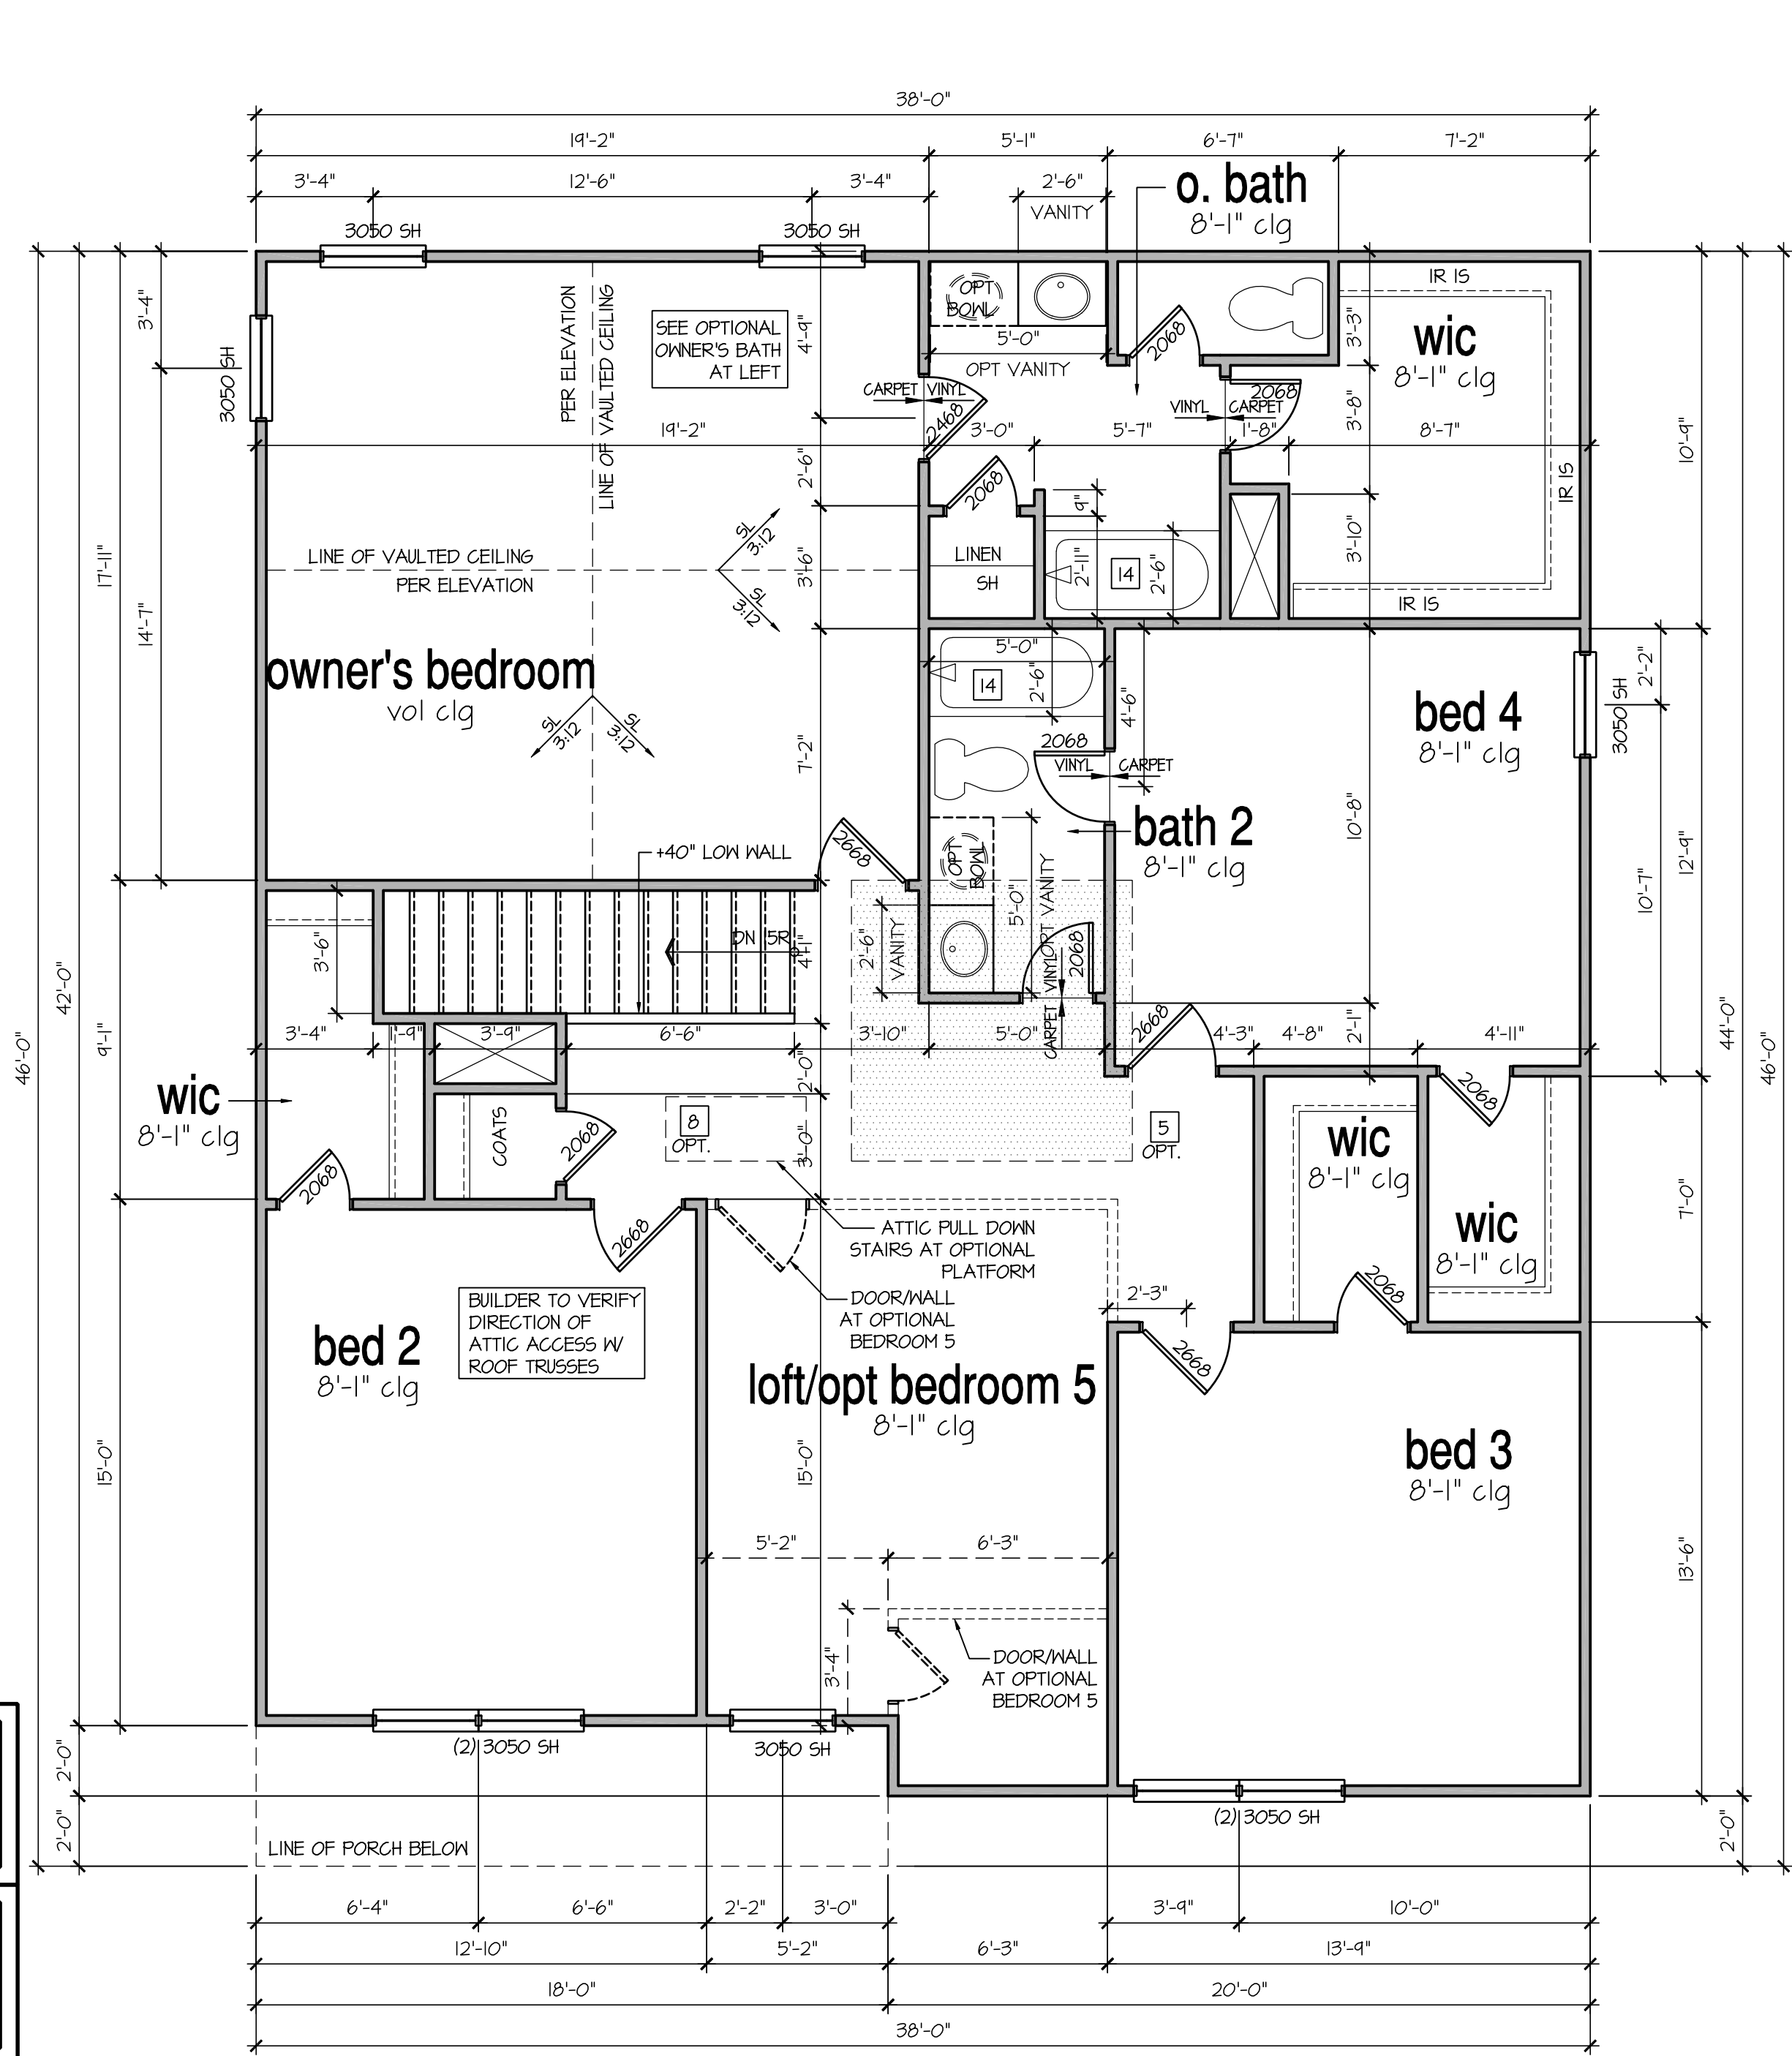 38'-0"
19'-2"
5'-1"
6'-7"
7'-2"
3'-4"
12'-6"
3'-4"
2'-6"
VANITY
o. bath
8'-1" clg
3050 SH
3050 SH
3'-4"
3050 SH
14'-7"
17'-11"
42'-0"
46'-0"
9'-1"
15'-0"
2'-0"
2'-0"
PER ELEVATION
LINE OF VAULTED CEILING
SEE OPTIONAL
OWNER'S BATH
AT LEFT
4'-9"
OPT
BOWL
5'-0"
OPT VANITY
2068
IR IS
wic
8'-1" clg
3'-3"
3'-8"
CARPET
VINYL
2468
VINYL
CARPET
2068
19'-2"
3'-0"
5'-7"
1'-8"
8'-7"
10'-9"
2'-6"
2068
9"
IR IS
LINE OF VAULTED CEILING
PER ELEVATION
SL
3:12
SL
3:12
3'-6"
LINEN
SH
2'-11"
14
2'-6"
3'-10"
IR IS
owner's bedroom
vol clg
SL
3:12
SL
3:12
7'-2"
5'-0"
14
2'-6"
4'-6"
2068
VINYL
CARPET
bed 4
8'-1" clg
3050 SH
2'-2"
10'-8"
bath 2
8'-1" clg
12'-9"
10'-7"
44'-0"
46'-0"
2668
+40" LOW WALL
OPT
BOWL
5'-0"
OPT VANITY
2'-6"
VANITY
2068
VINYL
CARPET
3'-6"
DN 15R
4'-1"
3'-4"
1'-9"
3'-9"
6'-6"
3'-10"
5'-0"
2668
4'-3"
4'-8"
2'-1"
4'-11"
wic
8'-1" clg
2'-0"
COATS
2068
8
OPT.
3'-0"
5
OPT.
2068
wic
8'-1" clg
wic
8'-1" clg
7'-0"
2068
2668
ATTIC PULL DOWN
STAIRS AT OPTIONAL
PLATFORM
DOOR/WALL
AT OPTIONAL
BEDROOM 5
2'-3"
2068
2668
BUILDER TO VERIFY
DIRECTION OF
ATTIC ACCESS W/
ROOF TRUSSES
bed 2
8'-1" clg
loft/opt bedroom 5
8'-1" clg
bed 3
8'-1" clg
15'-0"
13'-6"
5'-2"
6'-3"
3'-4"
DOOR/WALL
AT OPTIONAL
BEDROOM 5
(2) 3050 SH
3050 SH
(2) 3050 SH
LINE OF PORCH BELOW
2'-0"
6'-4"
6'-6"
2'-2"
3'-0"
3'-9"
10'-0"
12'-10"
5'-2"
6'-3"
13'-9"
18'-0"
20'-0"
38'-0"